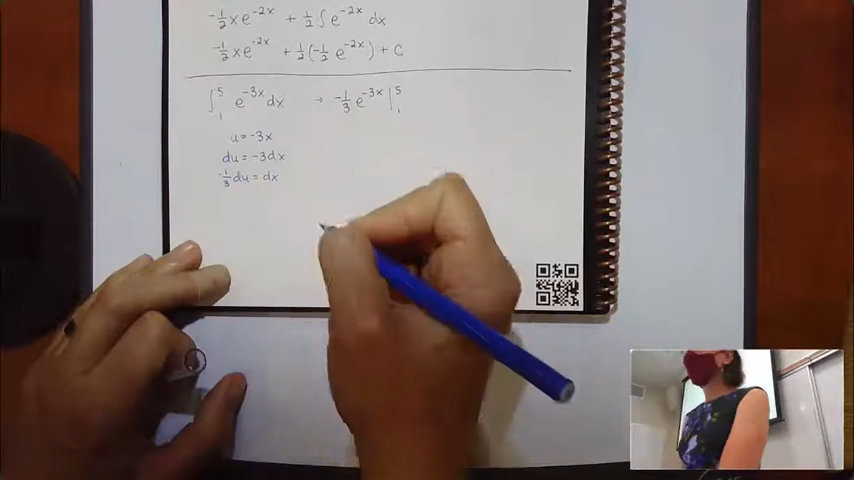 -1/2 x e^-2x + 1/2 ∫ e^-2x dx
-1/2 x e^-2x + 1/2 (-1/2 e^-2x) + C
∫_1^5 e^-3x dx → -1/3 e^-3x |_1^5
u = -3x
du = -3dx
-1/3 du = dx